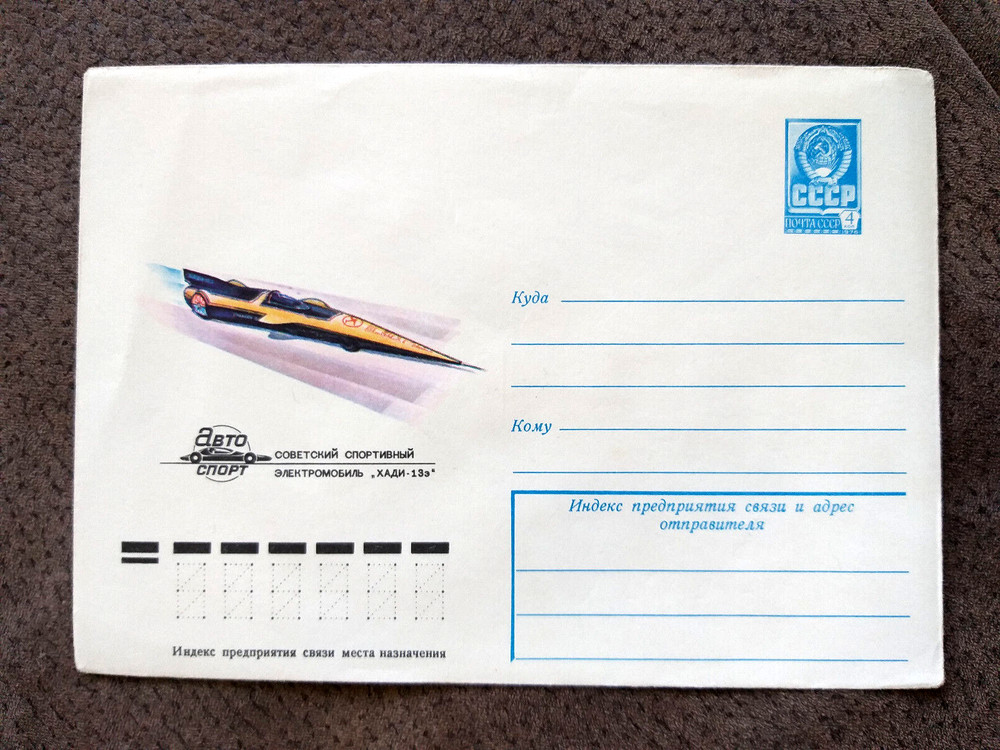 СССР
ПОЧТА СССР 4
Куда
Кому
Авто
спорт
СОВЕТСКИЙ СПОРТИВНЫЙ
ЭЛЕКТРОМОБИЛЬ „ХАДИ-13э“
Индекс предприятия связи и адрес
отправителя
Индекс предприятия связи места назначения